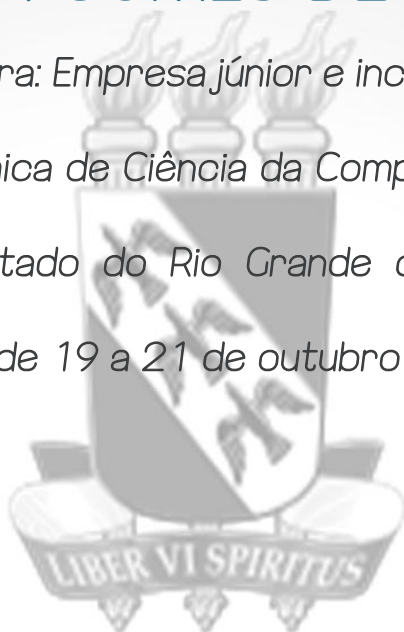 ra: Empresa júnior e inc
ica de Ciência da Comp
tado do Rio Grande
de 19 a 21 de outubro
LIBER VI SPIRITUS